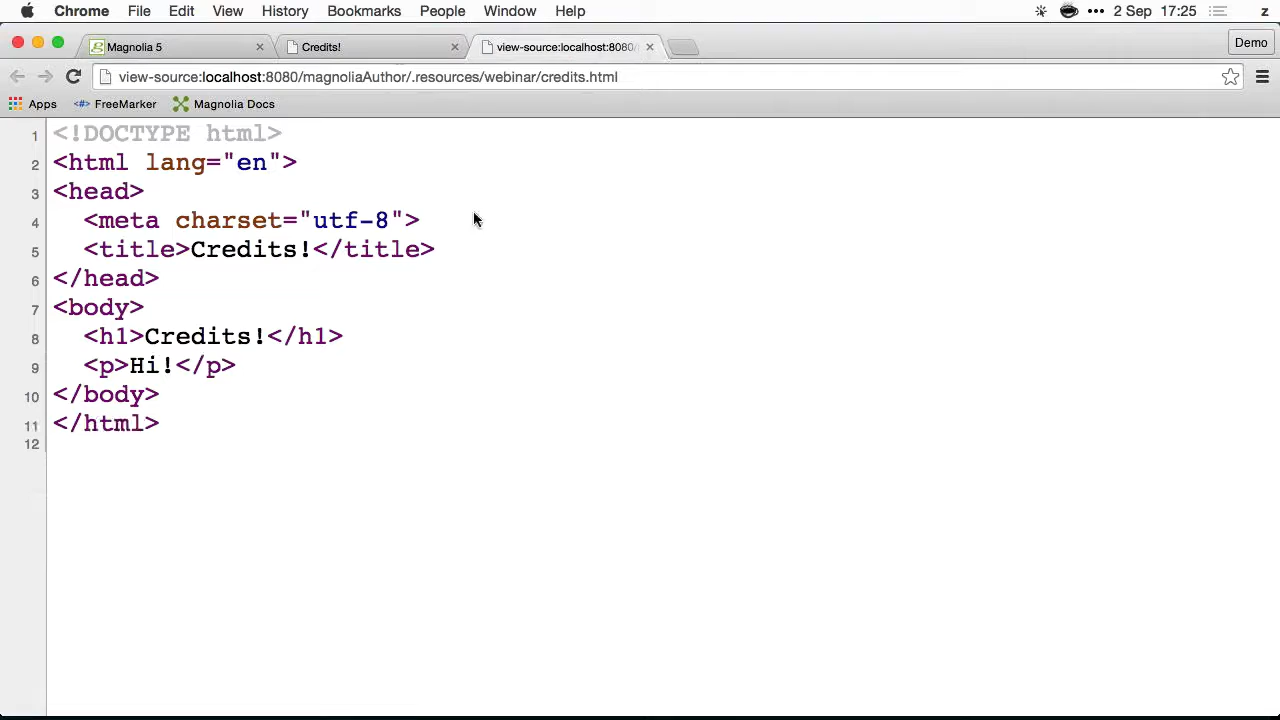 Chrome File Edit View History Bookmarks People Window Help 2 Sep 17:25 z
Magnolia 5 Credits! view-source:localhost:8080/ Demo
view-source:localhost:8080/magnoliaAuthor/.resources/webinar/credits.html
Apps <#> FreeMarker Magnolia Docs
1 <!DOCTYPE html>
2 <html lang="en">
3 <head>
4 <meta charset="utf-8">
5 <title>Credits!</title>
6 </head>
7 <body>
8 <h1>Credits!</h1>
9 <p>Hi!</p>
10 </body>
11 </html>
12